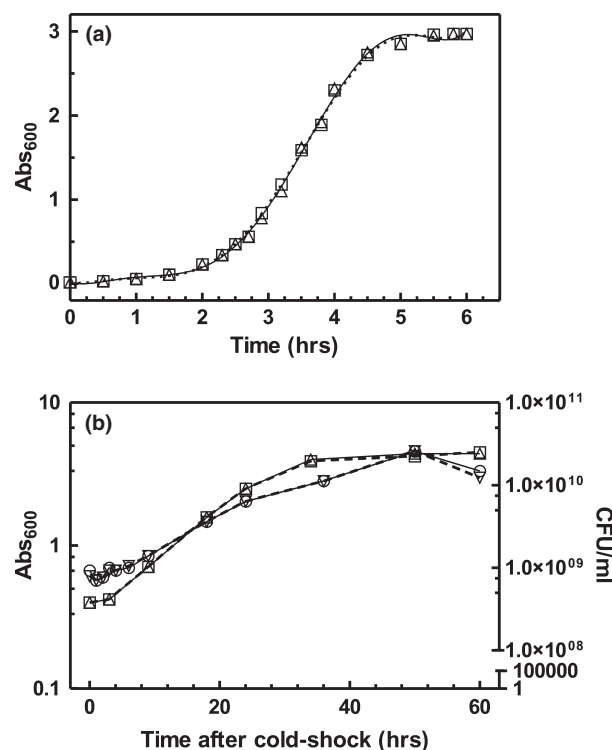 (a)
3
2
1
0
Abs600
0 1 2 3 4 5 6
Time (hrs)
(b)
10
1
0.1
Abs600
1.0×10¹¹
1.0×10¹⁰
1.0×10⁰⁹
1.0×10⁰⁸
100000
1
CFU/ml
0 20 40 60
Time after cold-shock (hrs)